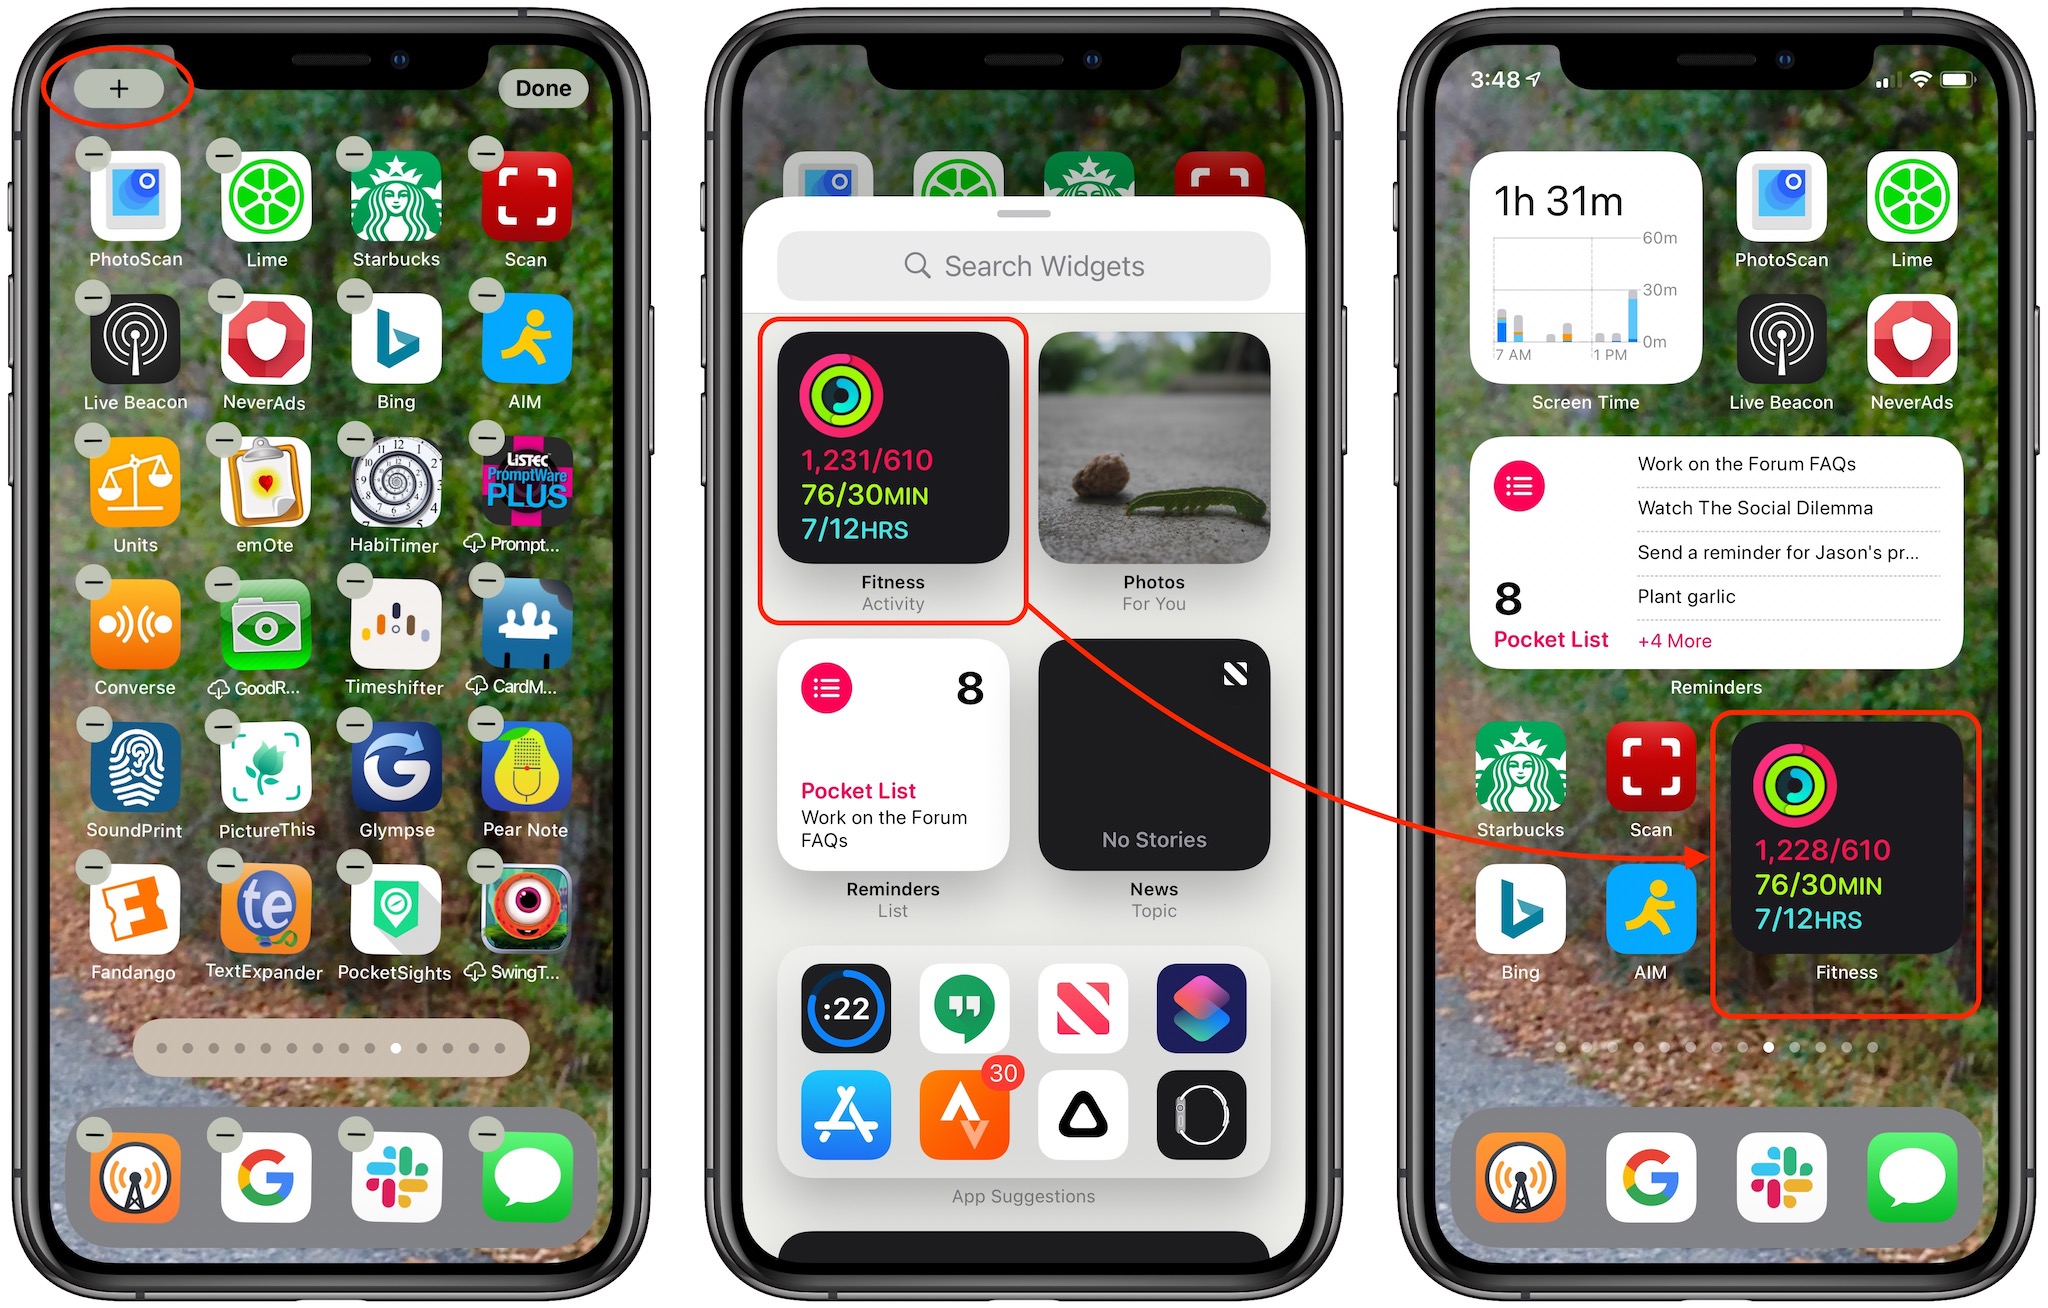 +
Done
PhotoScan
Lime
Starbucks
Scan
Live Beacon
NeverAds
Bing
AIM
LiSTEC
PromptWare
PLUS
Units
emOte
HabiTimer
Prompt...
Converse
GoodR...
Timeshifter
CardM...
SoundPrint
PictureThis
Glympse
Pear Note
te
Fandango
TextExpander
PocketSights
SwingT...
Search Widgets
1,231/610
76/30MIN
7/12HRS
Fitness
Activity
Photos
For You
8
Pocket List
Work on the Forum
FAQs
Reminders
List
No Stories
News
Topic
:22
30
App Suggestions
3:48
1h 31m
60m
30m
0m
7 AM
1 PM
Screen Time
PhotoScan
Lime
Live Beacon
NeverAds
8
Pocket List
Work on the Forum FAQs
Watch The Social Dilemma
Send a reminder for Jason's pr...
Plant garlic
+4 More
Reminders
Starbucks
Scan
Bing
AIM
1,228/610
76/30MIN
7/12HRS
Fitness